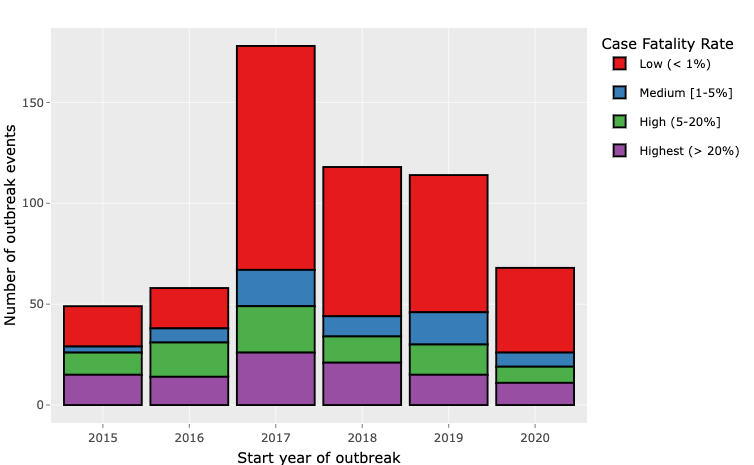 Case Fatality Rate
Low (< 1%)
Medium [1-5%]
High (5-20%]
Highest (> 20%)
Number of outbreak events
150
100
50
0
2015 2016 2017 2018 2019 2020
Start year of outbreak